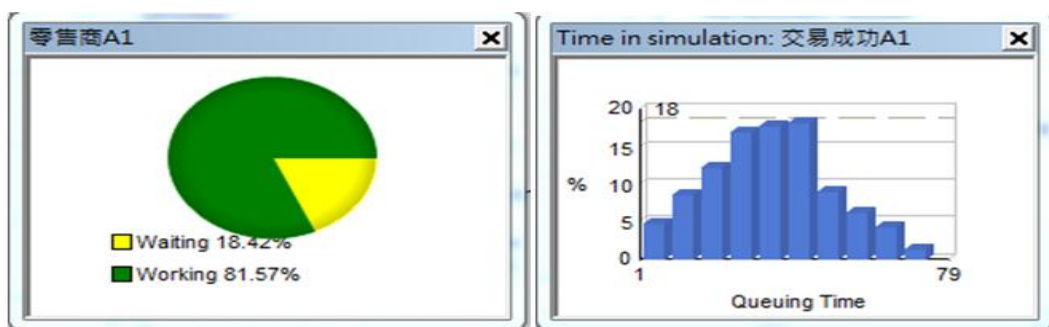 零售商A1
Waiting 18.42%
Working 81.57%
Time in simulation: 交易成功A1
20
18
15
%
10
5
0
1
79
Queuing Time